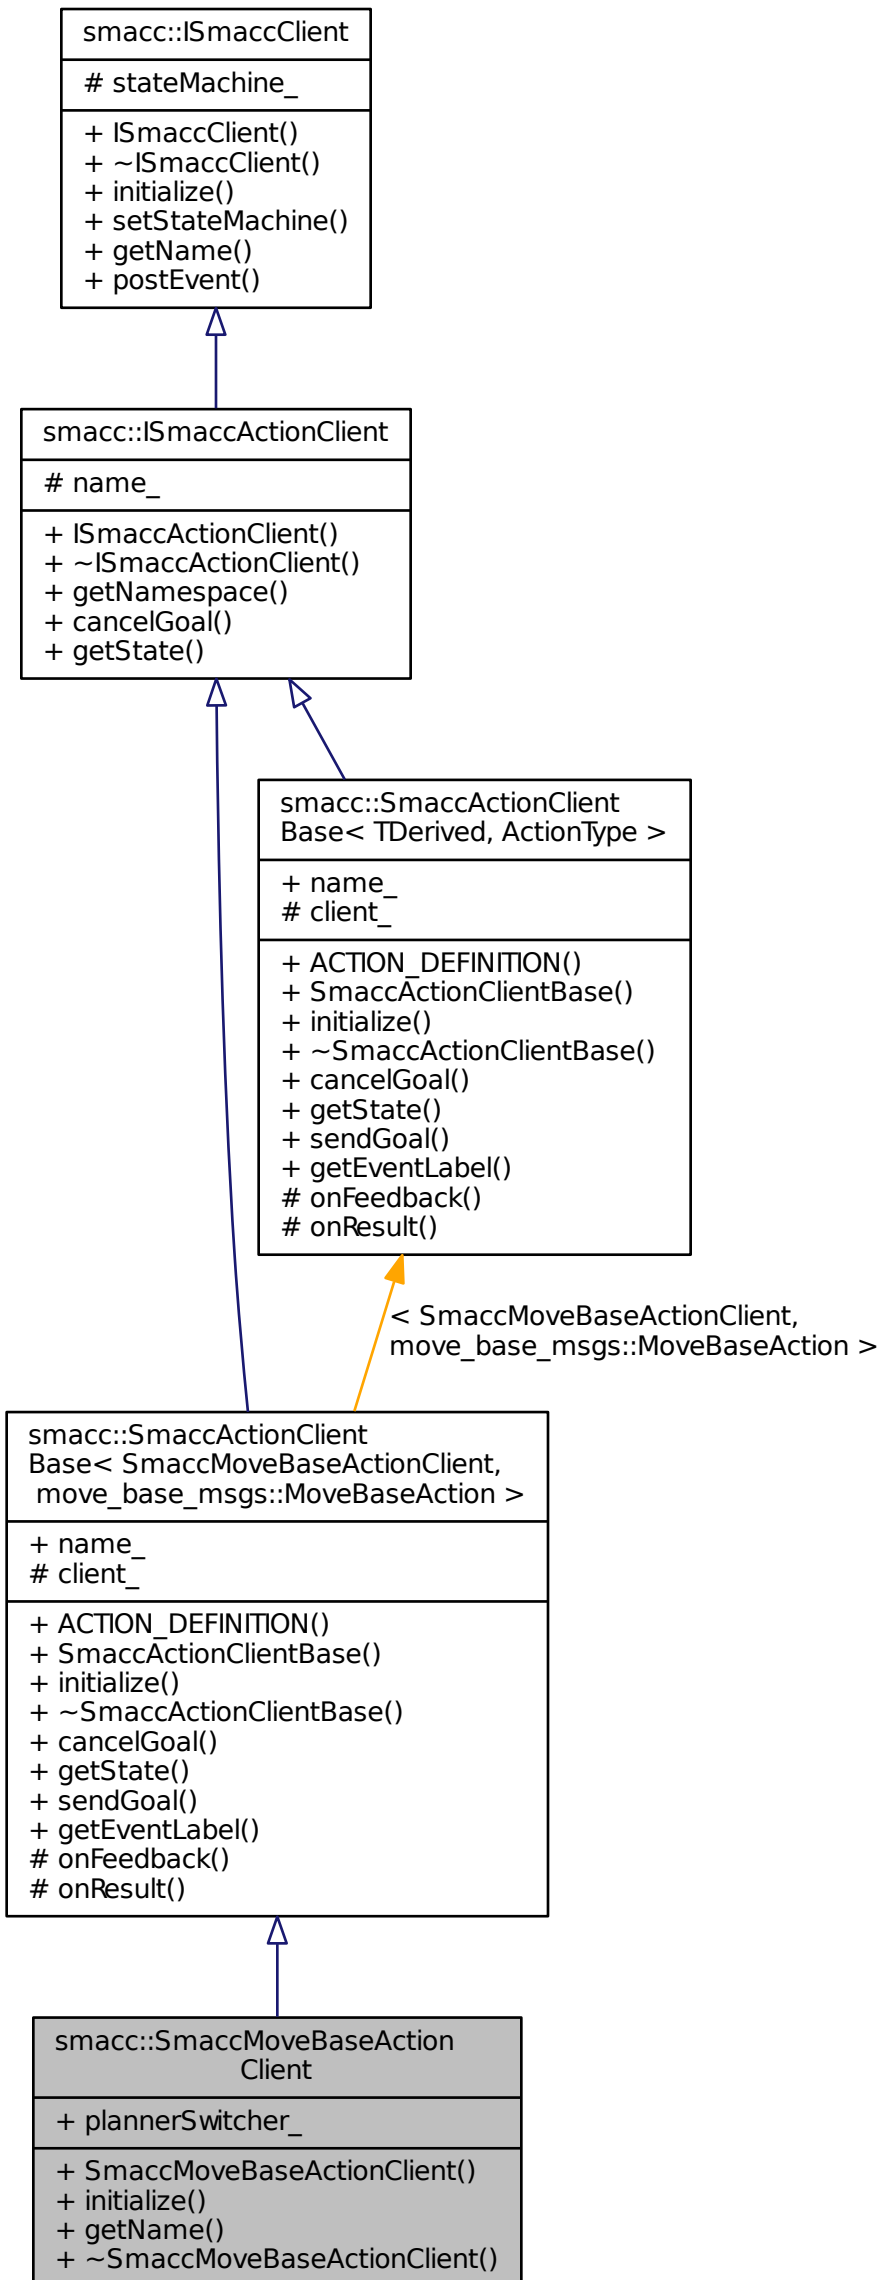 smacc::ISmaccClient
# stateMachine_
+ ISmaccClient()
+ ~ISmaccClient()
+ initialize()
+ setStateMachine()
+ getName()
+ postEvent()
smacc::ISmaccActionClient
# name_
+ ISmaccActionClient()
+ ~ISmaccActionClient()
+ getNamespace()
+ cancelGoal()
+ getState()
smacc::SmaccActionClient
Base< TDerived, ActionType >
+ name_
# client_
+ ACTION_DEFINITION()
+ SmaccActionClientBase()
+ initialize()
+ ~SmaccActionClientBase()
+ cancelGoal()
+ getState()
+ sendGoal()
+ getEventLabel()
# onFeedback()
# onResult()
< SmaccMoveBaseActionClient,
move_base_msgs::MoveBaseAction >
smacc::SmaccActionClient
Base< SmaccMoveBaseActionClient,
move_base_msgs::MoveBaseAction >
+ name_
# client_
+ ACTION_DEFINITION()
+ SmaccActionClientBase()
+ initialize()
+ ~SmaccActionClientBase()
+ cancelGoal()
+ getState()
+ sendGoal()
+ getEventLabel()
# onFeedback()
# onResult()
smacc::SmaccMoveBaseAction
Client
+ plannerSwitcher_
+ SmaccMoveBaseActionClient()
+ initialize()
+ getName()
+ ~SmaccMoveBaseActionClient()